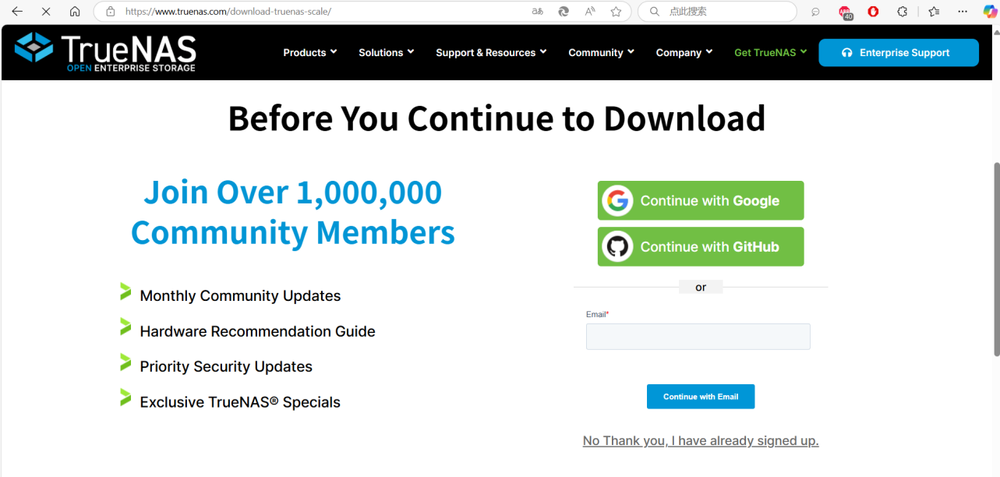 https://www.truenas.com/download-truenas-scale/
点此搜索
40
TrueNAS
OPEN ENTERPRISE STORAGE
Products
Solutions
Support & Resources
Community
Company
Get TrueNAS
Enterprise Support
Before You Continue to Download
Join Over 1,000,000
Community Members
Monthly Community Updates
Hardware Recommendation Guide
Priority Security Updates
Exclusive TrueNAS® Specials
Continue with Google
Continue with GitHub
or
Email*
Continue with Email
No Thank you, I have already signed up.